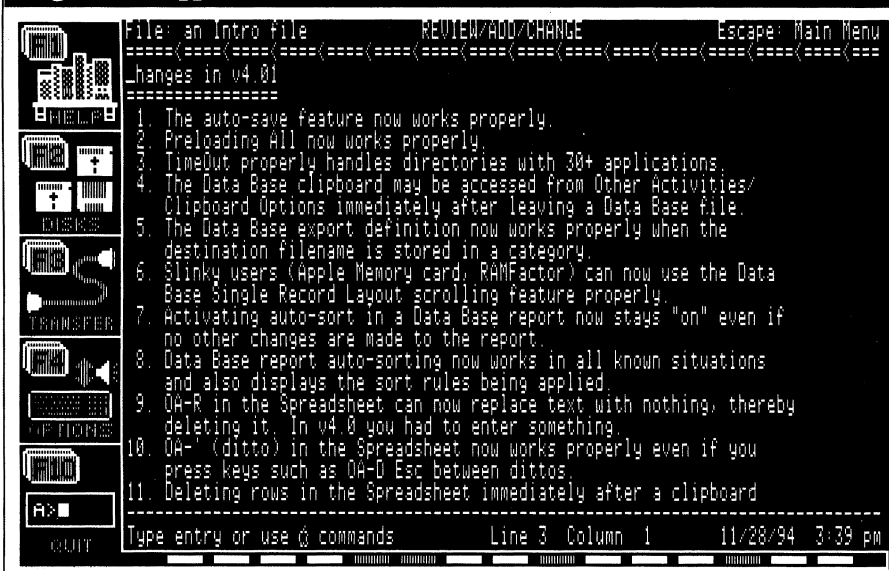 File: an Intro file REVIEW/ADD/CHANGE Escape: Main Menu
=====<====<====<====<====<====<====<====<====<====<====<====<====<====<====<===
_hanges in v4.01
================
1. The auto-save feature now works properly.
2. Preloading All now works properly.
3. TimeOut properly handles directories with 30+ applications.
4. The Data Base clipboard may be accessed from Other Activities/
Clipboard Options immediately after leaving a Data Base file.
5. The Data Base export definition now works properly when the
destination filename is stored in a category.
6. Slinky users (Apple Memory card, RAMFactor) can now use the Data
Base Single Record Layout scrolling feature properly.
7. Activating auto-sort in a Data Base report now stays "on" even if
no other changes are made to the report.
8. Data Base report auto-sorting now works in all known situations
and also displays the sort rules being applied.
9. OA-R in the Spreadsheet can now replace text with nothing, thereby
deleting it. In v4.0 you had to enter something.
10. OA-' (ditto) in the Spreadsheet now works properly even if you
press keys such as OA-D Esc between dittos.
11. Deleting rows in the Spreadsheet immediately after a clipboard
Type entry or use commands Line 3 Column 1 11/28/94 3:39 pm
HELP
DISKS
TRANSFER
OPTIONS
F10
A>
QUIT